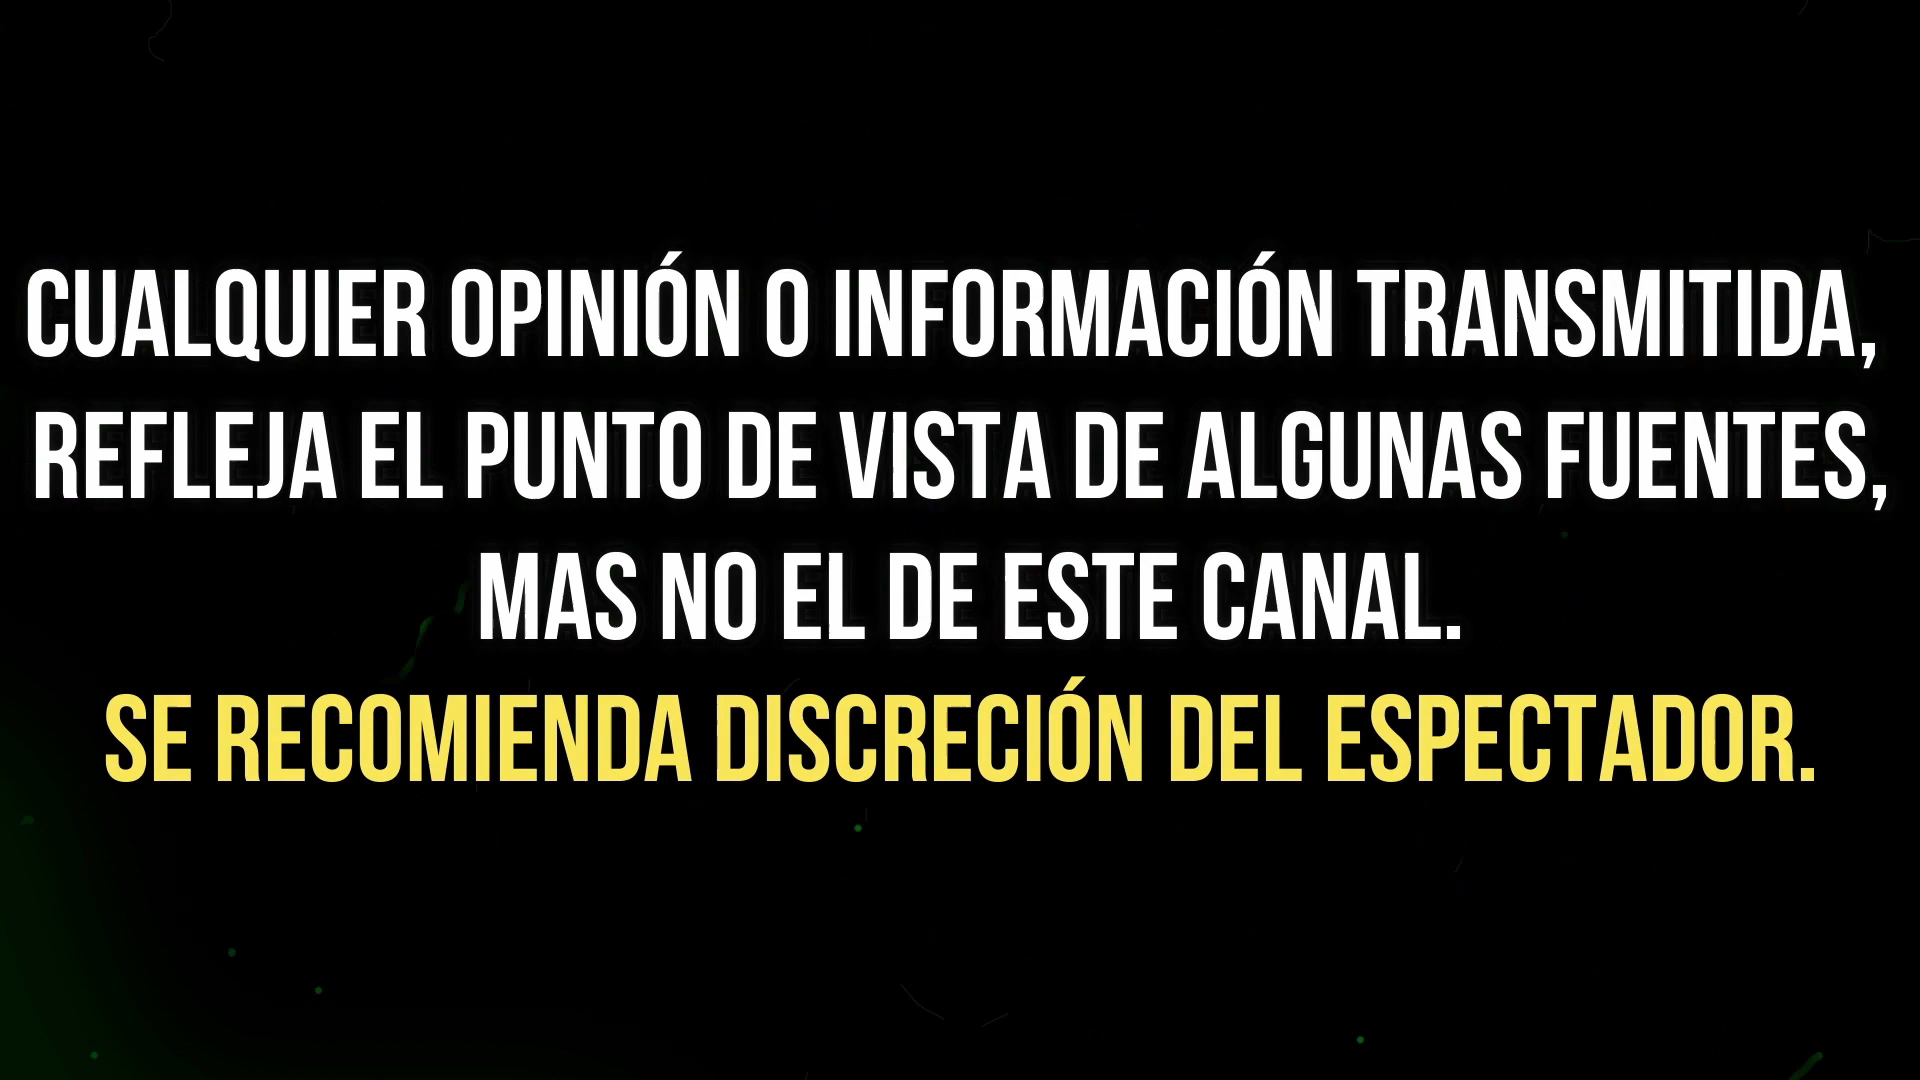 CUALQUIER OPINIÓN O INFORMACIÓN TRANSMITIDA,
REFLEJA EL PUNTO DE VISTA DE ALGUNAS FUENTES,
MAS NO EL DE ESTE CANAL.
SE RECOMIENDA DISCRECIÓN DEL ESPECTADOR.